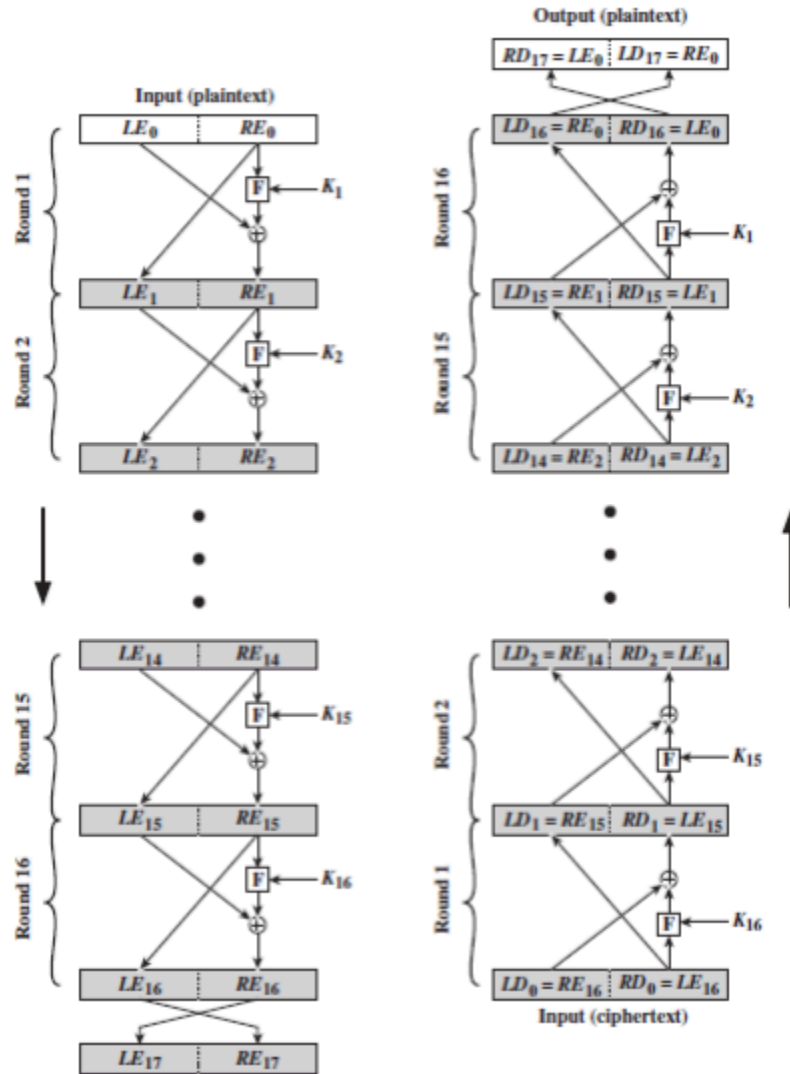 Output (plaintext)
RD17 = LE0 LD17 = RE0
Input (plaintext)
LE0 RE0
LD16 = RE0 RD16 = LE0
Round 1
F K1
Round 16
F K1
LE1 RE1
LD15 = RE1 RD15 = LE1
Round 2
F K2
Round 15
F K2
LE2 RE2
LD14 = RE2 RD14 = LE2
LE14 RE14
LD2 = RE14 RD2 = LE14
Round 15
F K15
Round 2
F K15
LE15 RE15
LD1 = RE15 RD1 = LE15
Round 16
F K16
Round 1
F K16
LE16 RE16
LD0 = RE16 RD0 = LE16
Input (ciphertext)
LE17 RE17